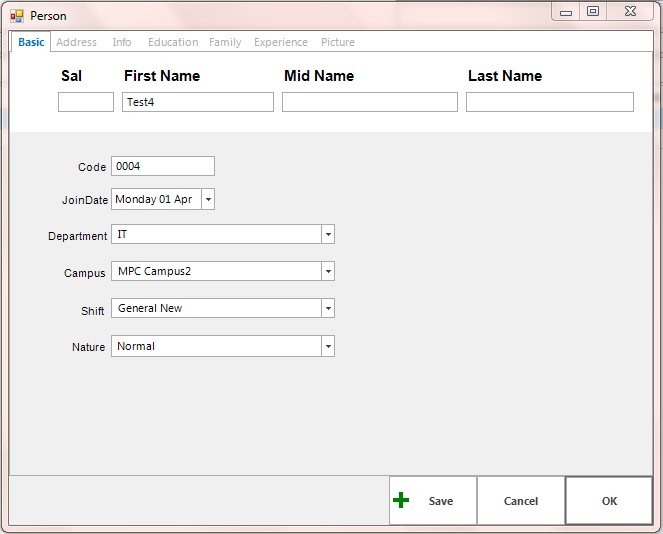 Person
Basic Address Info Education Family Experience Picture
Sal First Name Mid Name Last Name
Test4
Code 0004
JoinDate Monday 01 Apr
Department IT
Campus MPC Campus2
Shift General New
Nature Normal
Save Cancel OK